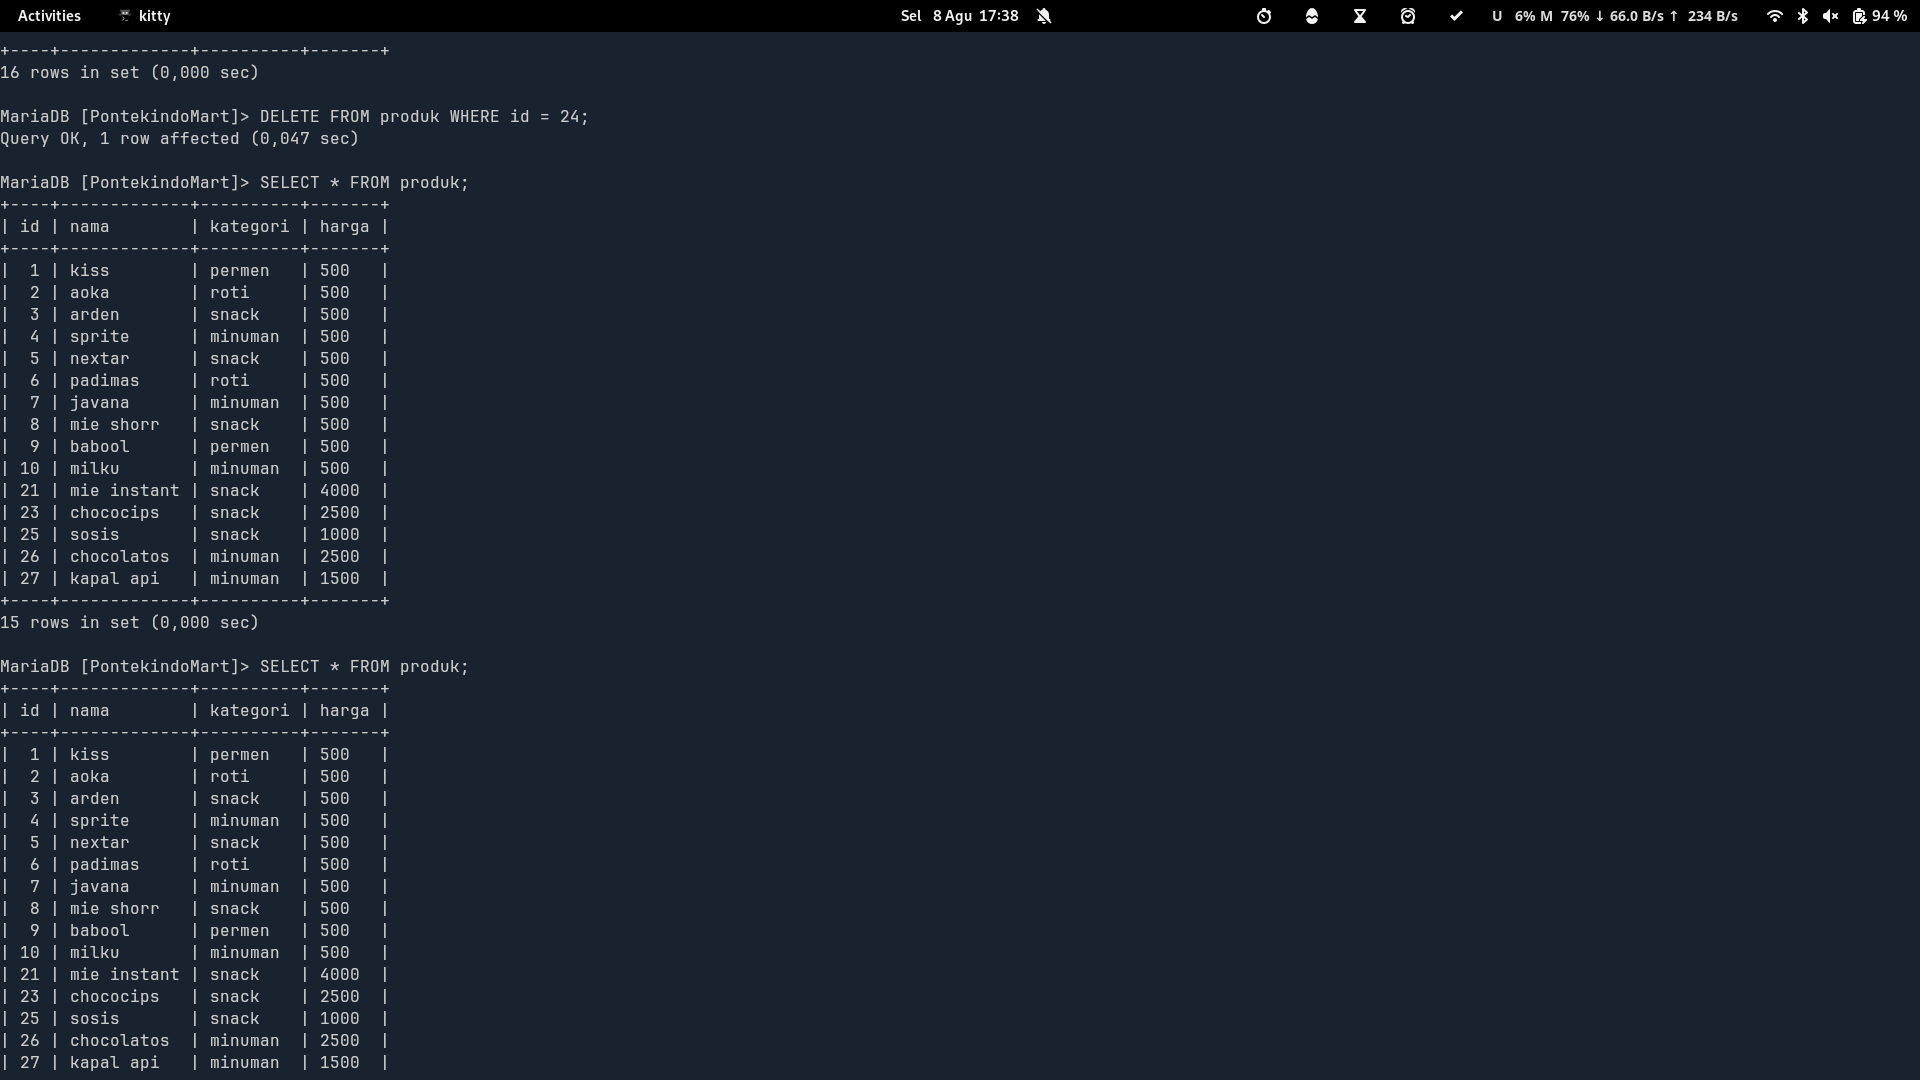 Activities kitty Sel 8 Agu 17:38 U 6% M 76% ↓ 66.0 B/s ↑ 234 B/s 94 %
+----+-------------+----------+-------+
16 rows in set (0,000 sec)
MariaDB [PontekindoMart]> DELETE FROM produk WHERE id = 24;
Query OK, 1 row affected (0,047 sec)
MariaDB [PontekindoMart]> SELECT * FROM produk;
+----+-------------+----------+-------+
| id | nama        | kategori | harga |
+----+-------------+----------+-------+
|  1 | kiss        | permen   | 500   |
|  2 | aoka        | roti     | 500   |
|  3 | arden       | snack    | 500   |
|  4 | sprite      | minuman  | 500   |
|  5 | nextar      | snack    | 500   |
|  6 | padimas     | roti     | 500   |
|  7 | javana      | minuman  | 500   |
|  8 | mie shorr   | snack    | 500   |
|  9 | babool      | permen   | 500   |
| 10 | milku       | minuman  | 500   |
| 21 | mie instant | snack    | 4000  |
| 23 | chococips   | snack    | 2500  |
| 25 | sosis       | snack    | 1000  |
| 26 | chocolatos  | minuman  | 2500  |
| 27 | kapal api   | minuman  | 1500  |
+----+-------------+----------+-------+
15 rows in set (0,000 sec)
MariaDB [PontekindoMart]> SELECT * FROM produk;
+----+-------------+----------+-------+
| id | nama        | kategori | harga |
+----+-------------+----------+-------+
|  1 | kiss        | permen   | 500   |
|  2 | aoka        | roti     | 500   |
|  3 | arden       | snack    | 500   |
|  4 | sprite      | minuman  | 500   |
|  5 | nextar      | snack    | 500   |
|  6 | padimas     | roti     | 500   |
|  7 | javana      | minuman  | 500   |
|  8 | mie shorr   | snack    | 500   |
|  9 | babool      | permen   | 500   |
| 10 | milku       | minuman  | 500   |
| 21 | mie instant | snack    | 4000  |
| 23 | chococips   | snack    | 2500  |
| 25 | sosis       | snack    | 1000  |
| 26 | chocolatos  | minuman  | 2500  |
| 27 | kapal api   | minuman  | 1500  |